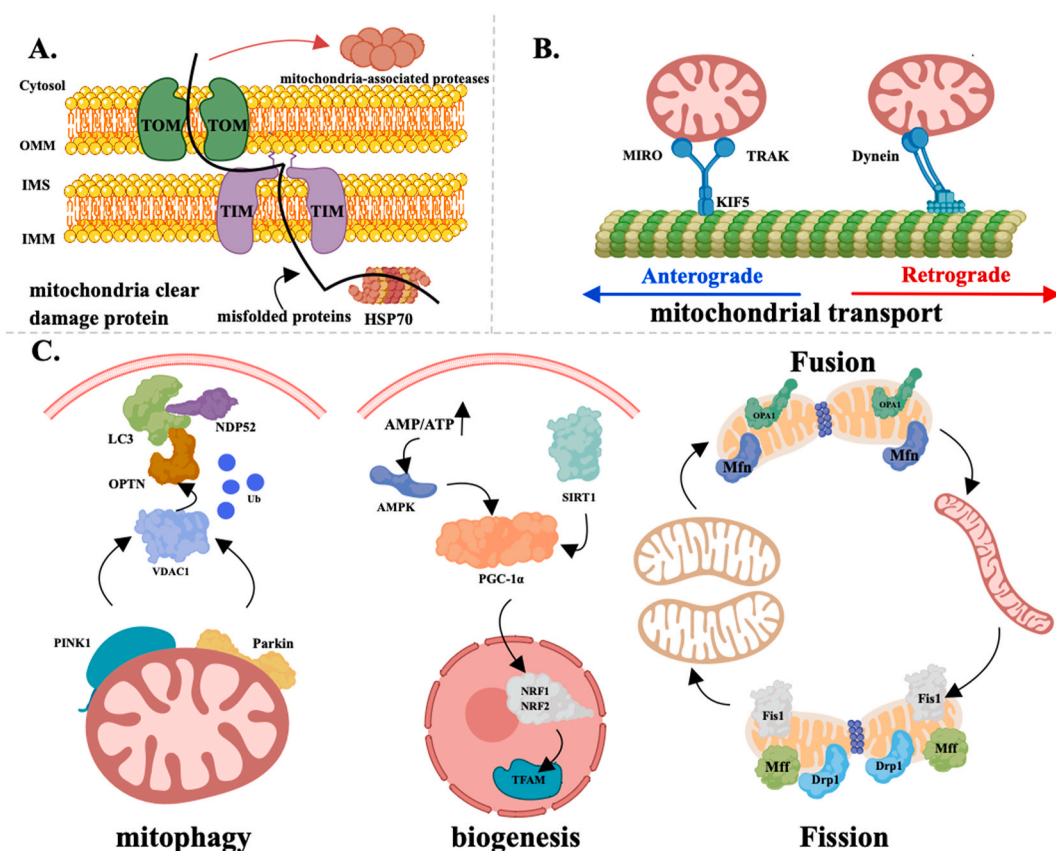 A.
Cytosol
mitochondria-associated proteases
TOM
TOM
OMM
IMS
TIM
TIM
IMM
mitochondria clear
damage protein
misfolded proteins
HSP70
B.
MIRO
TRAK
KIF5
Dynein
Anterograde
Retrograde
mitochondrial transport
C.
LC3
NDP52
OPTN
Ub
VDAC1
PINK1
Parkin
mitophagy
AMP/ATP
AMPK
SIRT1
PGC-1α
NRF1
NRF2
TFAM
biogenesis
Fusion
OPA1
OPA1
Mfn
Mfn
Fis1
Fis1
Mff
Mff
Drp1
Drp1
Fission